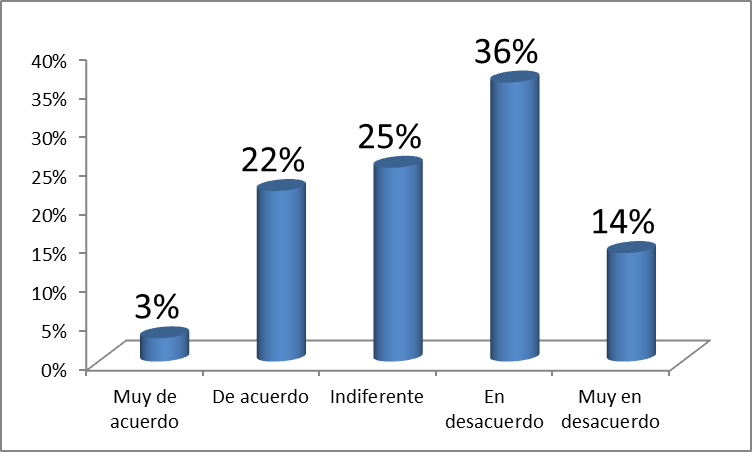 36%
40%
35%
25%
30%
22%
25%
20%
14%
15%
10%
3%
5%
0%
Muy de acuerdo
De acuerdo
Indiferente
En desacuerdo
Muy en desacuerdo